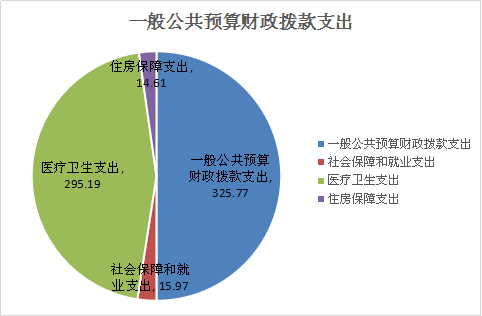 一般公共预算财政拨款支出
住房保障支出,
14.61
医疗卫生支出,
295.19
一般公共预算
财政拨款支出,
325.77
社会保障和就
业支出, 15.97
一般公共预算财政拨款支出
社会保障和就业支出
医疗卫生支出
住房保障支出